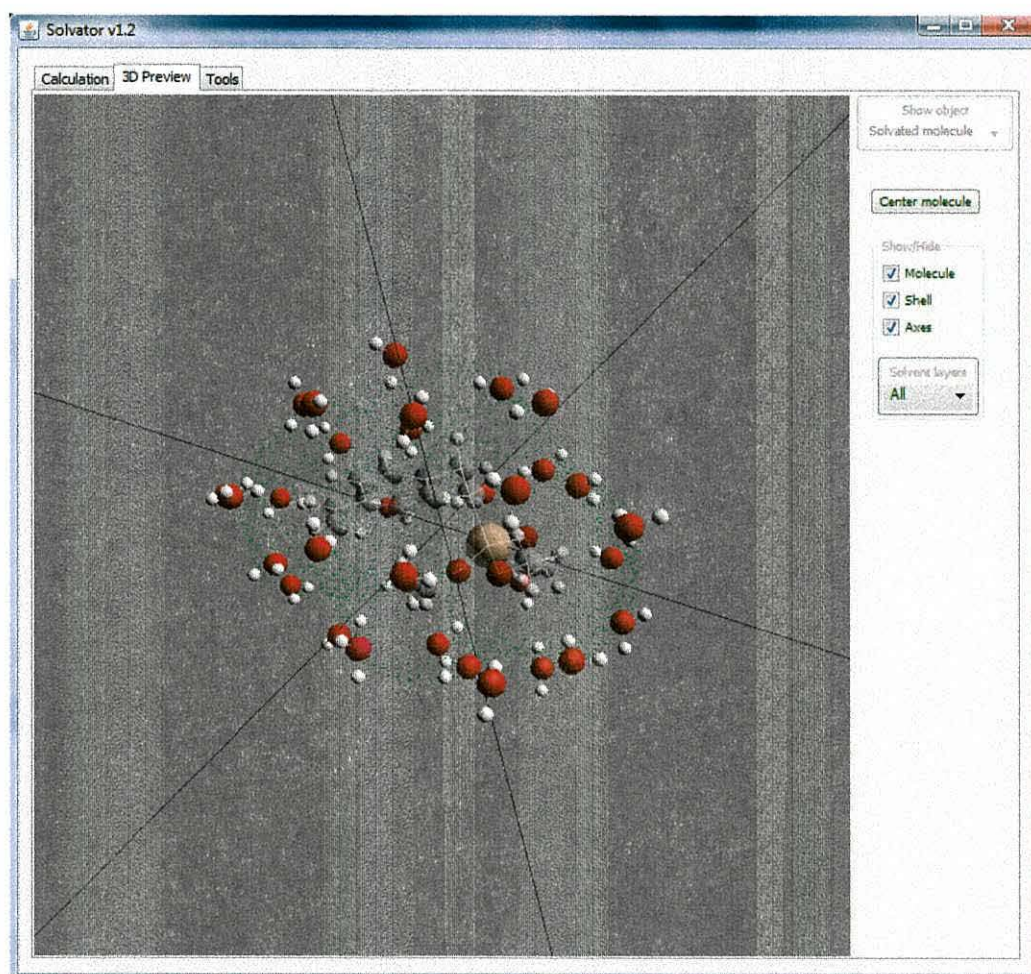 Solvator v1.2
Calculation 3D Preview Tools
Show object
Solvated molecule
Center molecule
Show/Hide
Molecule
Shell
Axes
Solvent layers
All